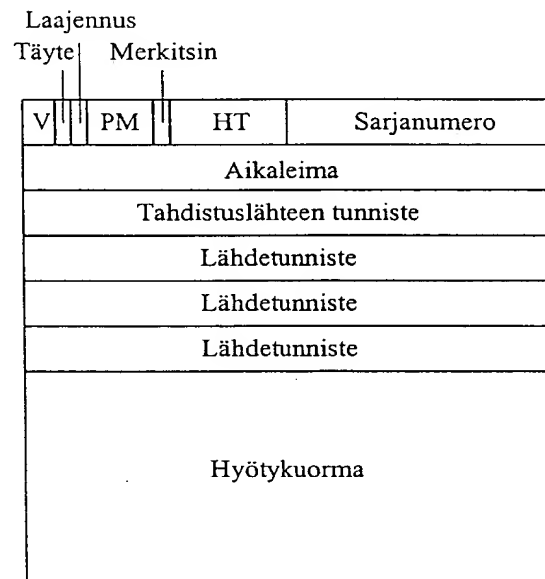 Laajennus
Täyte Merkitsin
V PM HT Sarjanumero
Aikaleima
Tahdistuslähteen tunniste
Lähdetunniste
Lähdetunniste
Lähdetunniste
Hyötykuorma